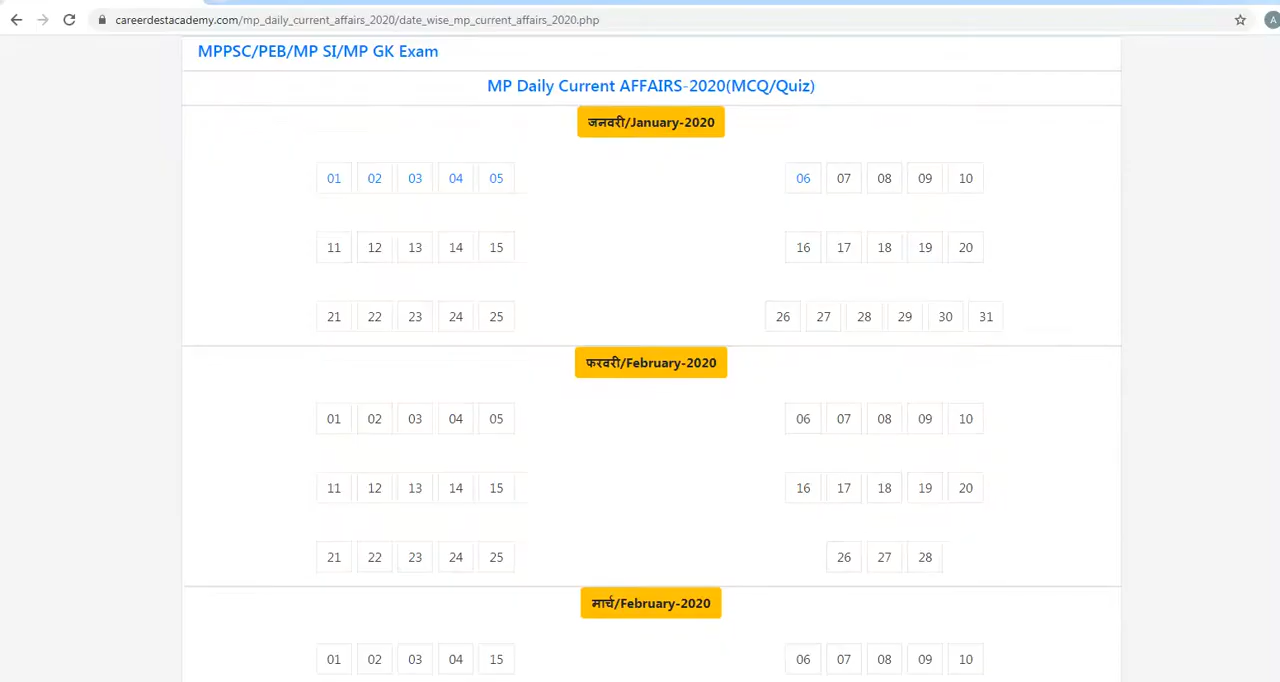 careerdestacademy.com/mp_daily_current_affairs_2020/date_wise_mp_current_affairs_2020.php
A
MPPSC/PEB/MP SI/MP GK Exam
MP Daily Current AFFAIRS-2020(MCQ/Quiz)
जनवरी/January-2020
01 02 03 04 05 06 07 08 09 10
11 12 13 14 15 16 17 18 19 20
21 22 23 24 25 26 27 28 29 30 31
फरवरी/February-2020
01 02 03 04 05 06 07 08 09 10
11 12 13 14 15 16 17 18 19 20
21 22 23 24 25 26 27 28
मार्च/February-2020
01 02 03 04 15 06 07 08 09 10